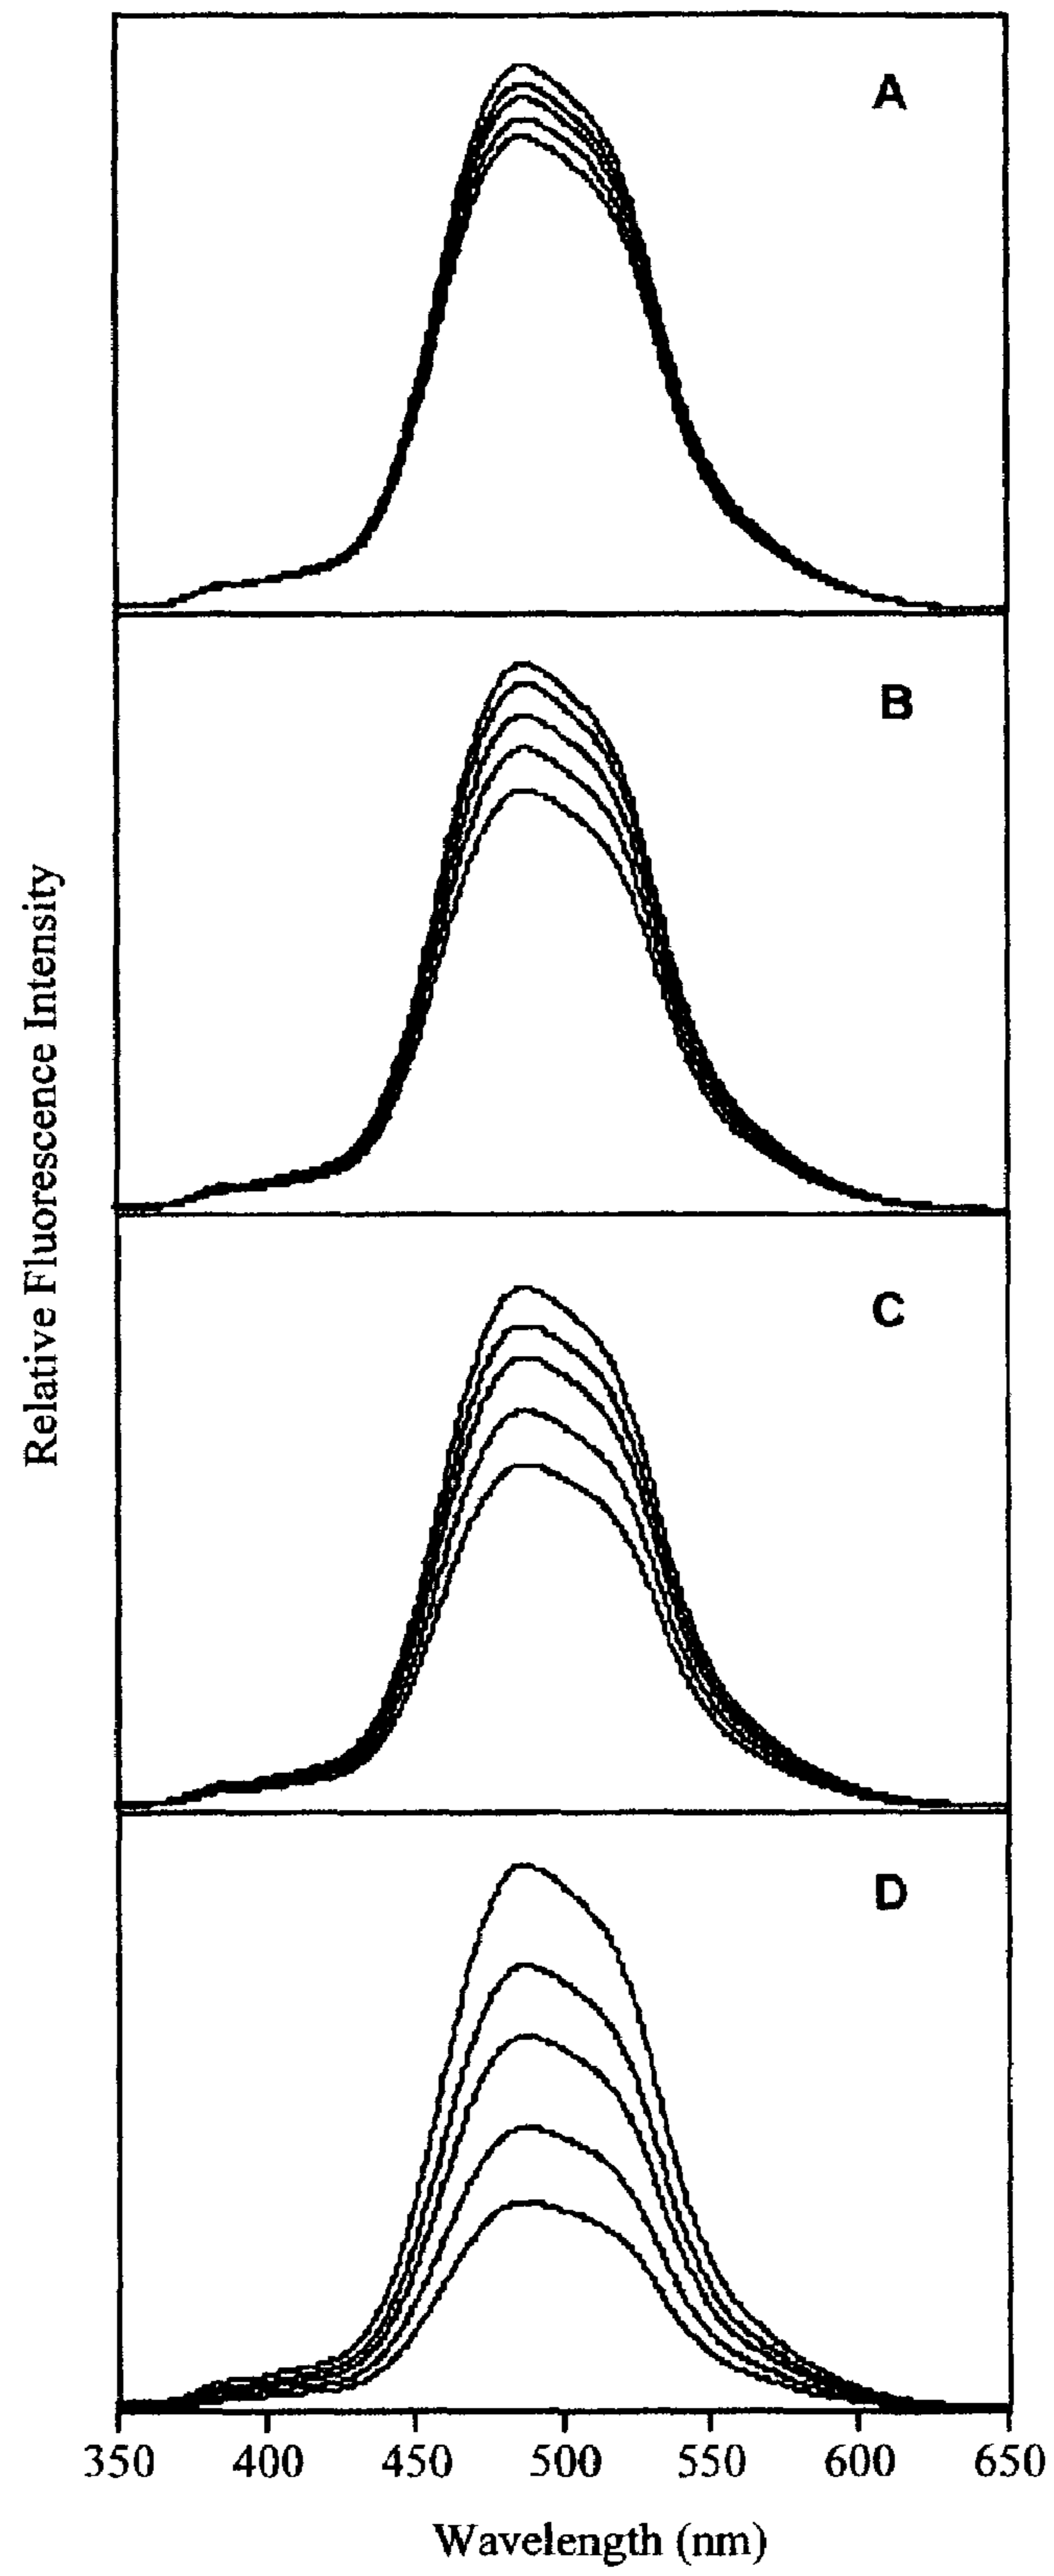 A
B
C
D
Relative Fluorescence Intensity
350 400 450 500 550 600 650
Wavelength (nm)